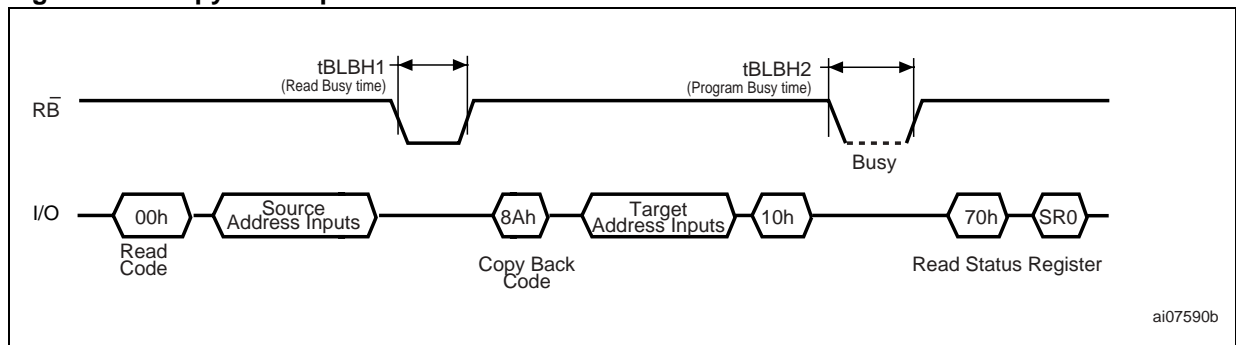 tBLBH1
(Read Busy time)
tBLBH2
(Program Busy time)
RB̅
Busy
I/O
00h
Source
Address Inputs
8Ah
Target
Address Inputs
10h
70h
SR0
Read
Code
Copy Back
Code
Read Status Register
ai07590b